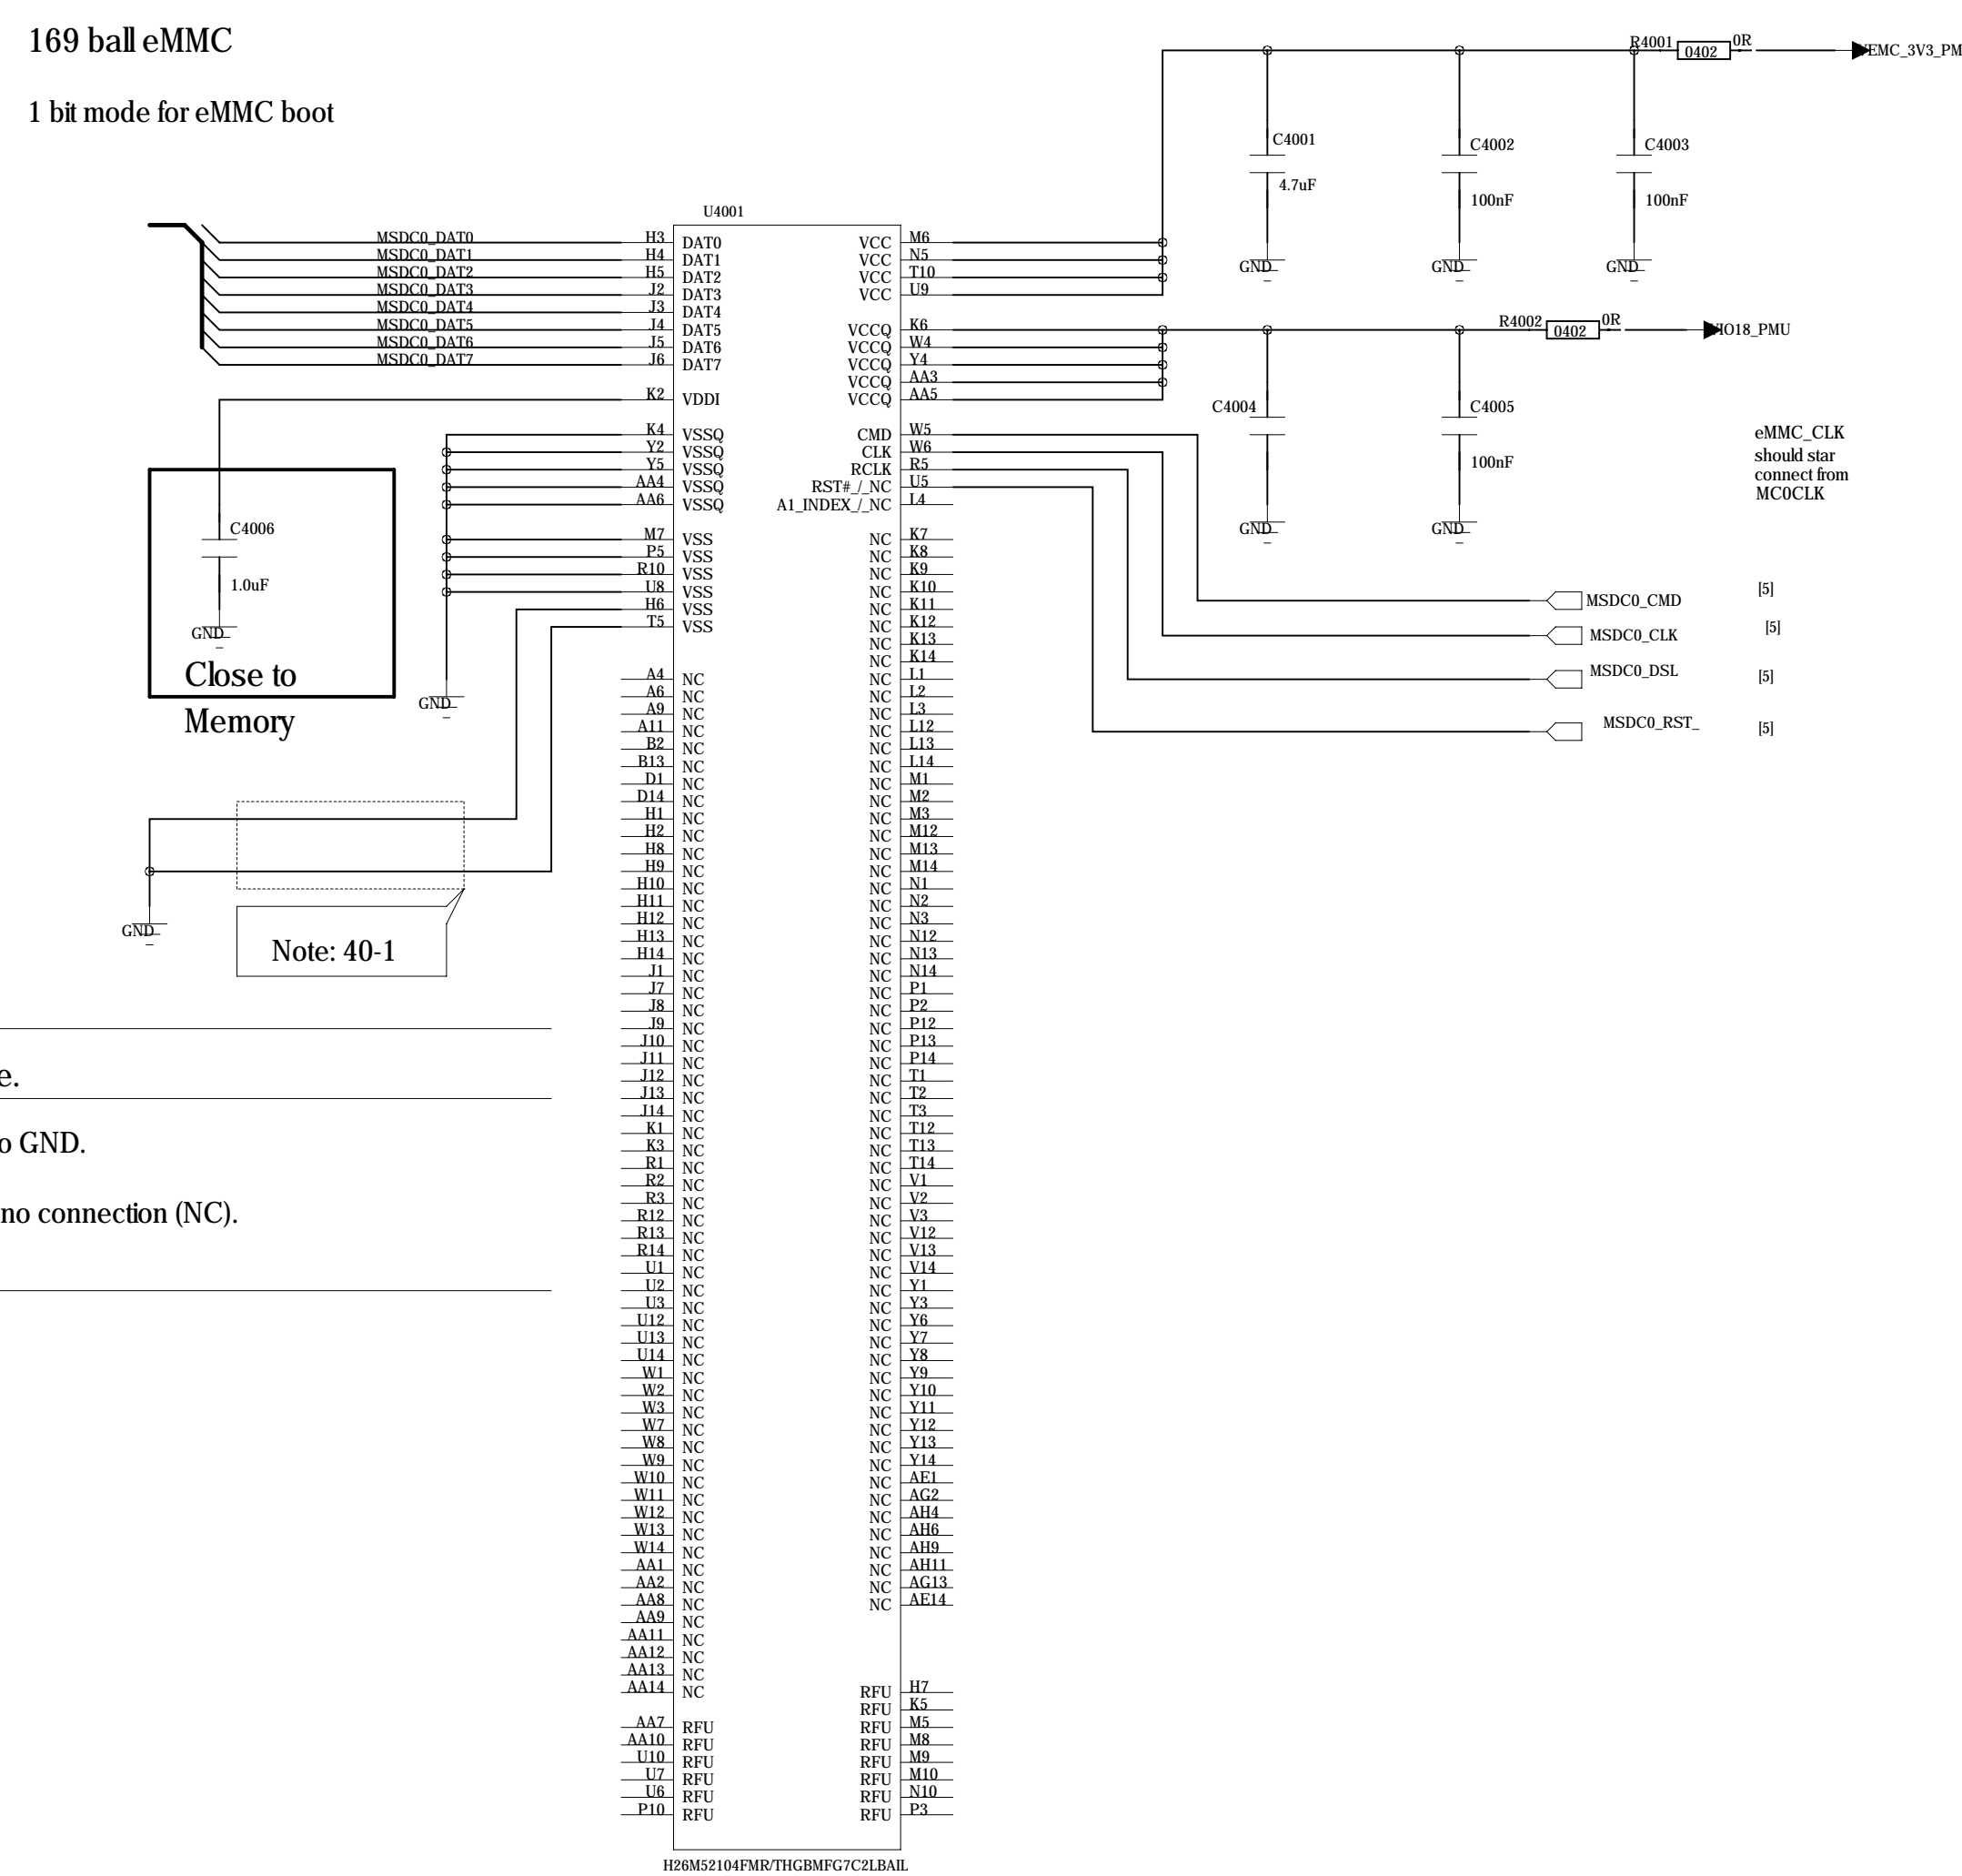 169 ball eMMC
1 bit mode for eMMC boot
R4001 0402 0R EMC_3V3_PM
C4001 4.7uF GND_
C4002 100nF GND_
C4003 100nF GND_
U4001
MSDC0_DAT0 H3 DAT0 VCC M6
MSDC0_DAT1 H4 DAT1 VCC N5
MSDC0_DAT2 H5 DAT2 VCC T10
MSDC0_DAT3 J2 DAT3 VCC U9
MSDC0_DAT4 J3 DAT4
MSDC0_DAT5 J4 DAT5 VCCQ K6
MSDC0_DAT6 J5 DAT6 VCCQ W4
MSDC0_DAT7 J6 DAT7 VCCQ Y4
VCCQ AA3
K2 VDDI VCCQ AA5
R4002 0402 0R IO18_PMU
C4004 GND_
C4005 100nF GND_
eMMC_CLK
should star
connect from
MC0CLK
K4 VSSQ CMD W5
Y2 VSSQ CLK W6
Y5 VSSQ RCLK R5
AA4 VSSQ RST#_/_NC U5
AA6 VSSQ A1_INDEX_/_NC L4
C4006 1.0uF GND_
Close to
Memory
GND_
MSDC0_CMD [5]
MSDC0_CLK [5]
MSDC0_DSL [5]
MSDC0_RST_ [5]
GND_
Note: 40-1
M7 VSS NC K7
P5 VSS NC K8
R10 VSS NC K9
U8 VSS NC K10
H6 VSS NC K11
T5 VSS NC K12
NC K13
NC K14
A4 NC NC L1
A6 NC NC L2
A9 NC NC L3
A11 NC NC L12
B2 NC NC L13
B13 NC NC L14
D1 NC NC M1
D14 NC NC M2
H1 NC NC M3
H2 NC NC M12
H8 NC NC M13
H9 NC NC M14
H10 NC NC N1
H11 NC NC N2
H12 NC NC N3
H13 NC NC N12
H14 NC NC N13
J1 NC NC N14
J7 NC NC P1
J8 NC NC P2
J9 NC NC P12
J10 NC NC P13
J11 NC NC P14
J12 NC NC T1
J13 NC NC T2
J14 NC NC T3
K1 NC NC T12
K3 NC NC T13
R1 NC NC T14
R2 NC NC V1
R3 NC NC V2
R12 NC NC V3
R13 NC NC V12
R14 NC NC V13
U1 NC NC V14
U2 NC NC Y1
U3 NC NC Y3
U12 NC NC Y6
U13 NC NC Y7
U14 NC NC Y8
W1 NC NC Y9
W2 NC NC Y10
W3 NC NC Y11
W7 NC NC Y12
W8 NC NC Y13
W9 NC NC Y14
W10 NC NC AE1
W11 NC NC AG2
W12 NC NC AH4
W13 NC NC AH6
W14 NC NC AH9
AA1 NC NC AH11
AA2 NC NC AG13
AA8 NC NC AE14
AA9 NC
AA11 NC
AA12 NC
AA13 NC
AA14 NC RFU H7
RFU K5
AA7 RFU RFU M5
AA10 RFU RFU M8
U10 RFU RFU M9
U7 RFU RFU M10
U6 RFU RFU N10
P10 RFU RFU P3
H26M52104FMR/THGBMFG7C2LBAIL
e.
o GND.
no connection (NC).